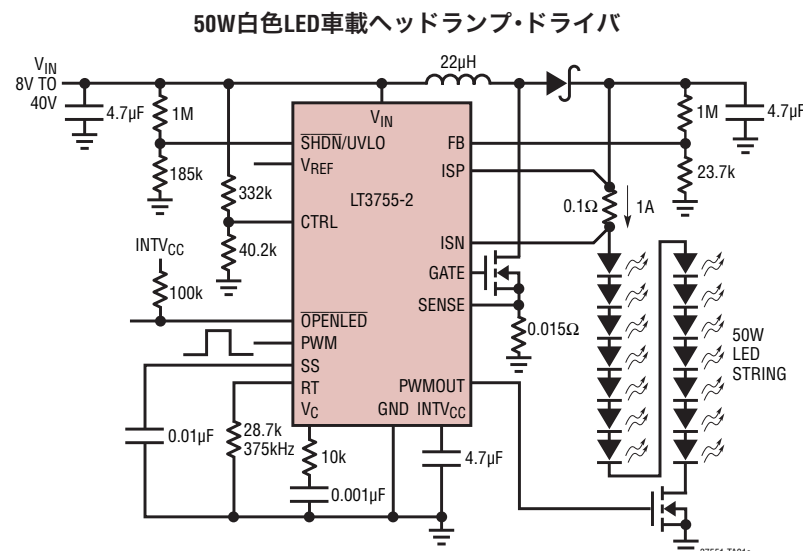 50W白色LED車載ヘッドランプ・ドライバ
VIN
8V TO
40V
4.7µF
1M
185k
332k
40.2k
INTVCC
100k
22µH
VIN
SHDN/UVLO
VREF
LT3755-2
CTRL
OPENLED
PWM
SS
RT
VC
GND
INTVCC
FB
ISP
ISN
GATE
SENSE
PWMOUT
1M
4.7µF
23.7k
0.1Ω
1A
0.015Ω
50W
LED
STRING
0.01µF
28.7k
375kHz
10k
0.001µF
4.7µF